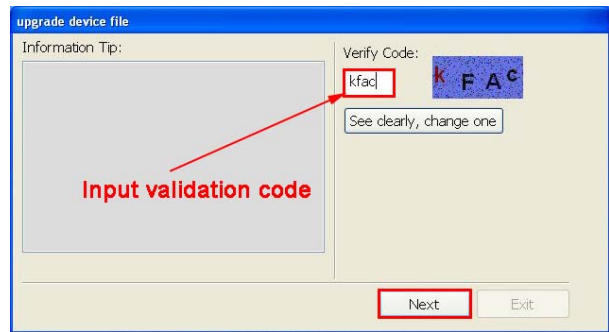 upgrade device file
Information Tip:
Verify Code:
kfac
k F A C
See clearly, change one
Input validation code
Next
Exit